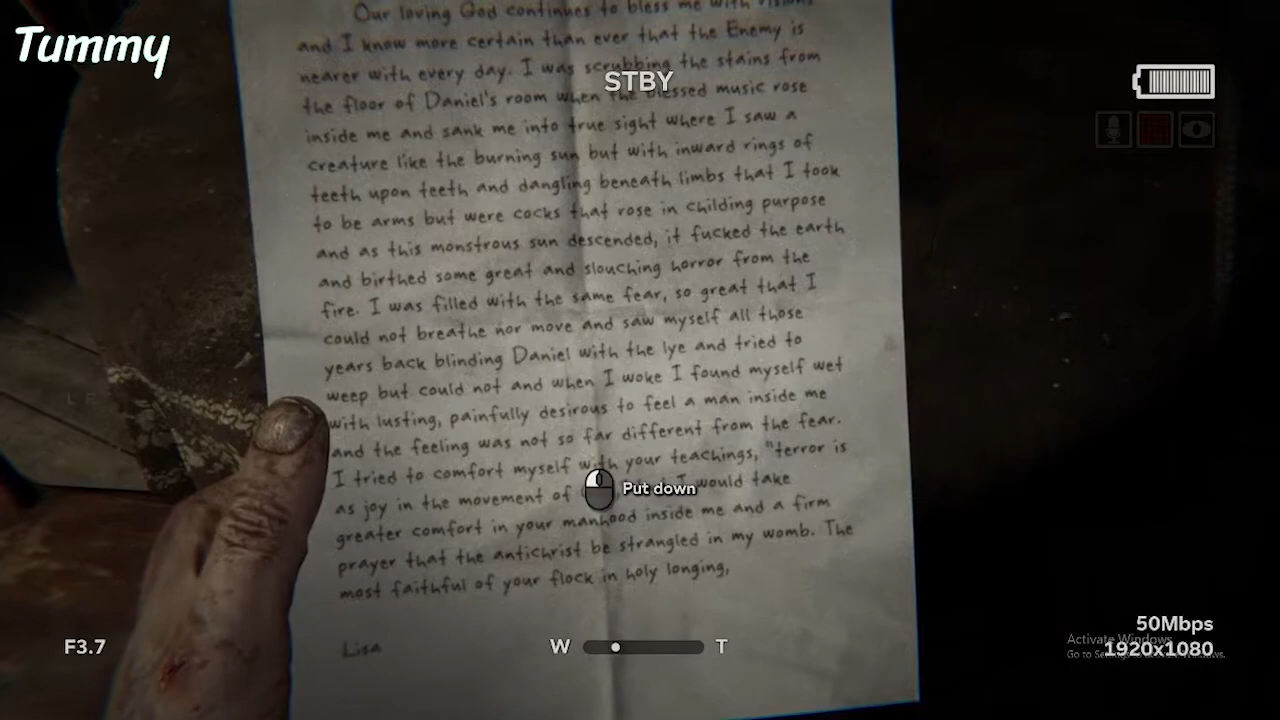 Tummy
Our loving God continues to bless me with visions
and I know more certain than ever that the Enemy is
nearer with every day. I was scrubbing the stains from
STBY
the floor of Daniel's room when the blessed music rose
inside me and sank me into true sight where I saw a
creature like the burning sun but with inward rings of
teeth upon teeth and dangling beneath limbs that I took
to be arms but were cocks that rose in childing purpose
and as this monstrous sun descended, it fucked the earth
and birthed some great and slouching horror from the
fire. I was filled with the same fear, so great that I
could not breathe nor move and saw myself all those
years back blinding Daniel with the lye and tried to
weep but could not and when I woke I found myself wet
with lusting, painfully desirous to feel a man inside me
and the feeling was not so far different from the fear.
I tried to comfort myself with your teachings, "terror is
as joy in the movement of I would take
Put down
greater comfort in your manhood inside me and a firm
prayer that the antichrist be strangled in my womb. The
most faithful of your flock in holy longing,
Lisa
F3.7
W
T
50Mbps
1920x1080
Activate Windows
Go to Settings to activate Windows.